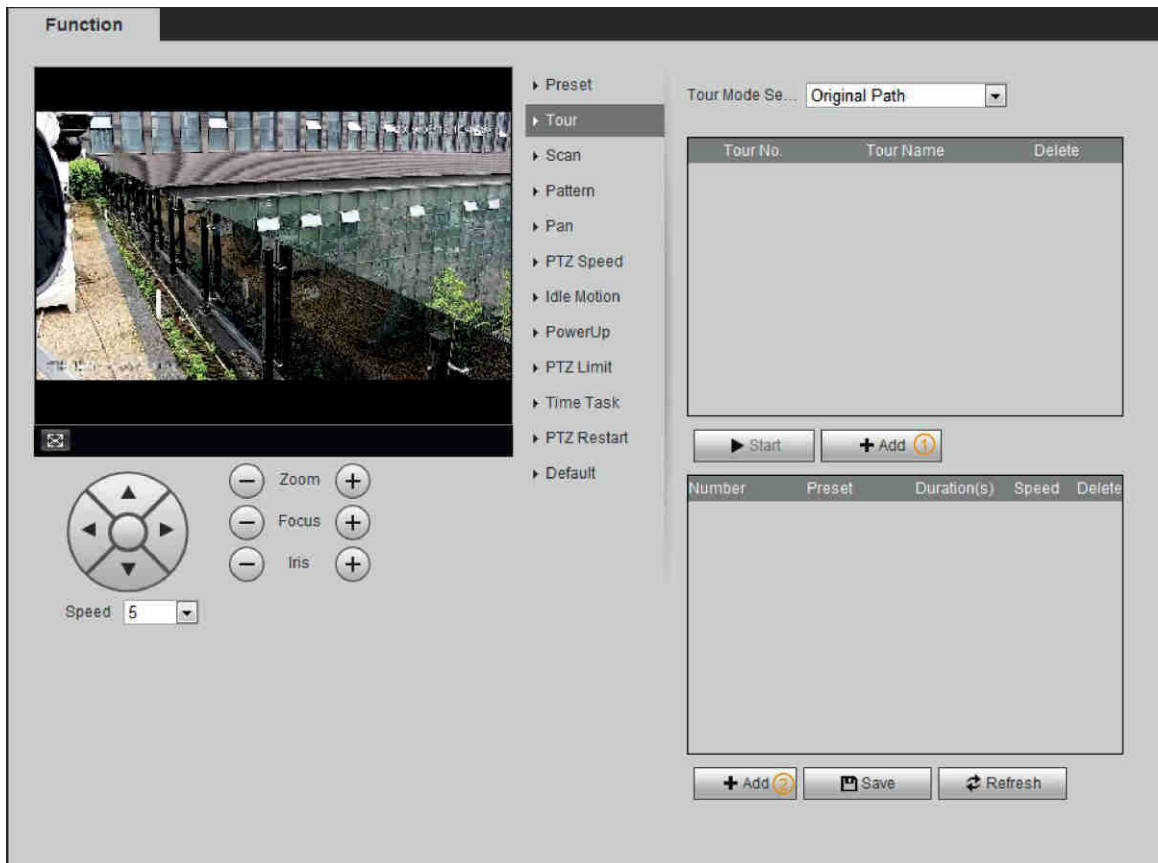 Function
Preset
Tour
Scan
Pattern
Pan
PTZ Speed
Idle Motion
PowerUp
PTZ Limit
Time Task
PTZ Restart
Default
Zoom
Focus
Iris
Speed 5
Tour Mode Se... Original Path
Tour No. Tour Name Delete
Start Add 1
Number Preset Duration(s) Speed Delete
Add 2 Save Refresh